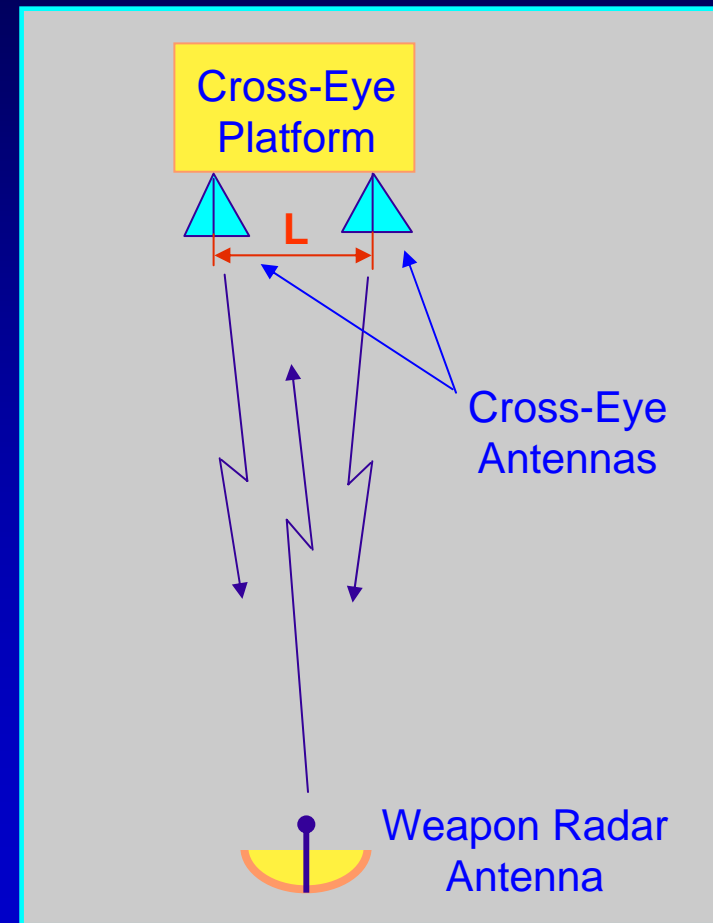 Cross-Eye
Platform
L
Cross-Eye
Antennas
Weapon Radar
Antenna